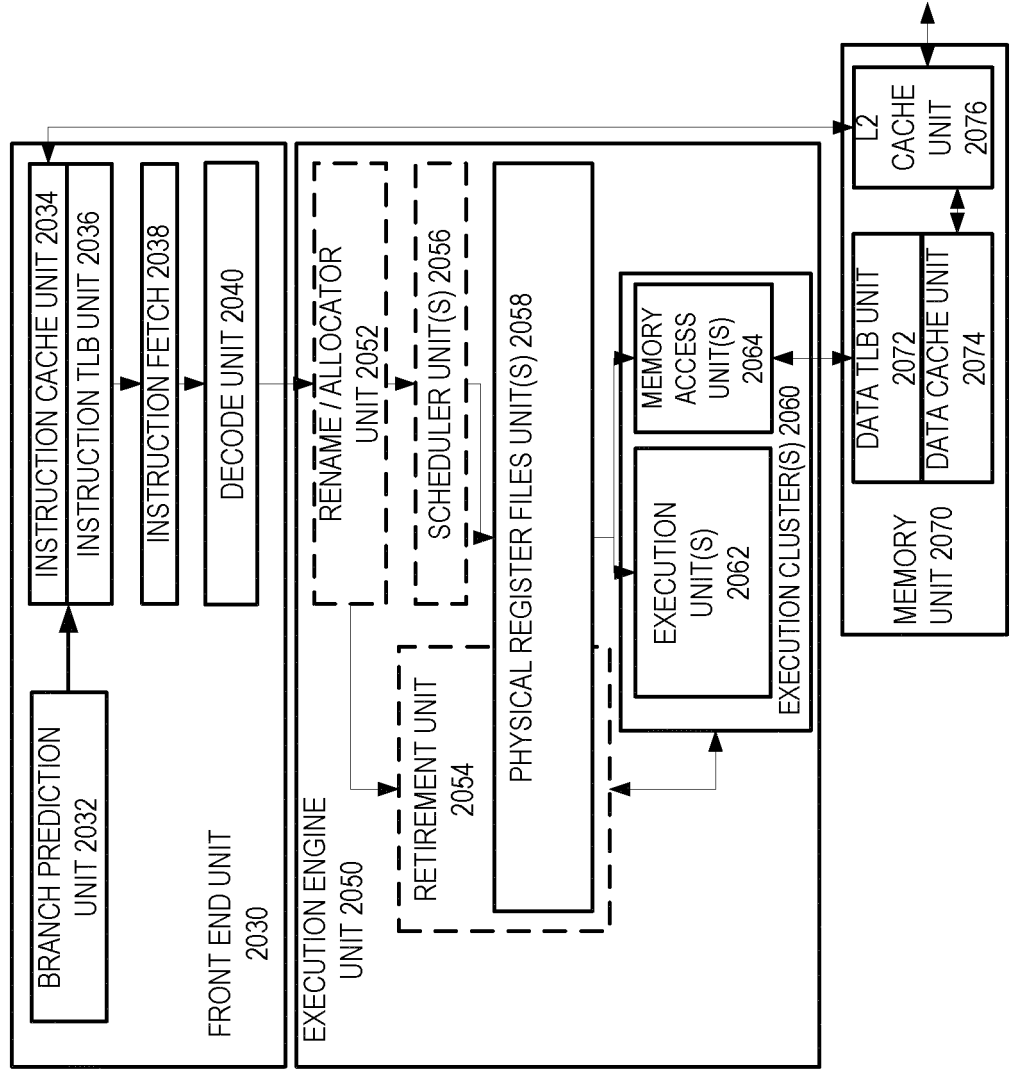 BRANCH PREDICTION
UNIT 2032
INSTRUCTION CACHE UNIT 2034
INSTRUCTION TLB UNIT 2036
INSTRUCTION FETCH 2038
DECODE UNIT 2040
FRONT END UNIT
2030
EXECUTION ENGINE
UNIT 2050
RENAME / ALLOCATOR
UNIT 2052
RETIREMENT UNIT
2054
SCHEDULER UNIT(S) 2056
PHYSICAL REGISTER FILES UNIT(S) 2058
EXECUTION
UNIT(S)
2062
MEMORY
ACCESS
UNIT(S)
2064
EXECUTION CLUSTER(S) 2060
MEMORY
UNIT 2070
DATA TLB UNIT
2072
DATA CACHE UNIT
2074
L2
CACHE
UNIT
2076